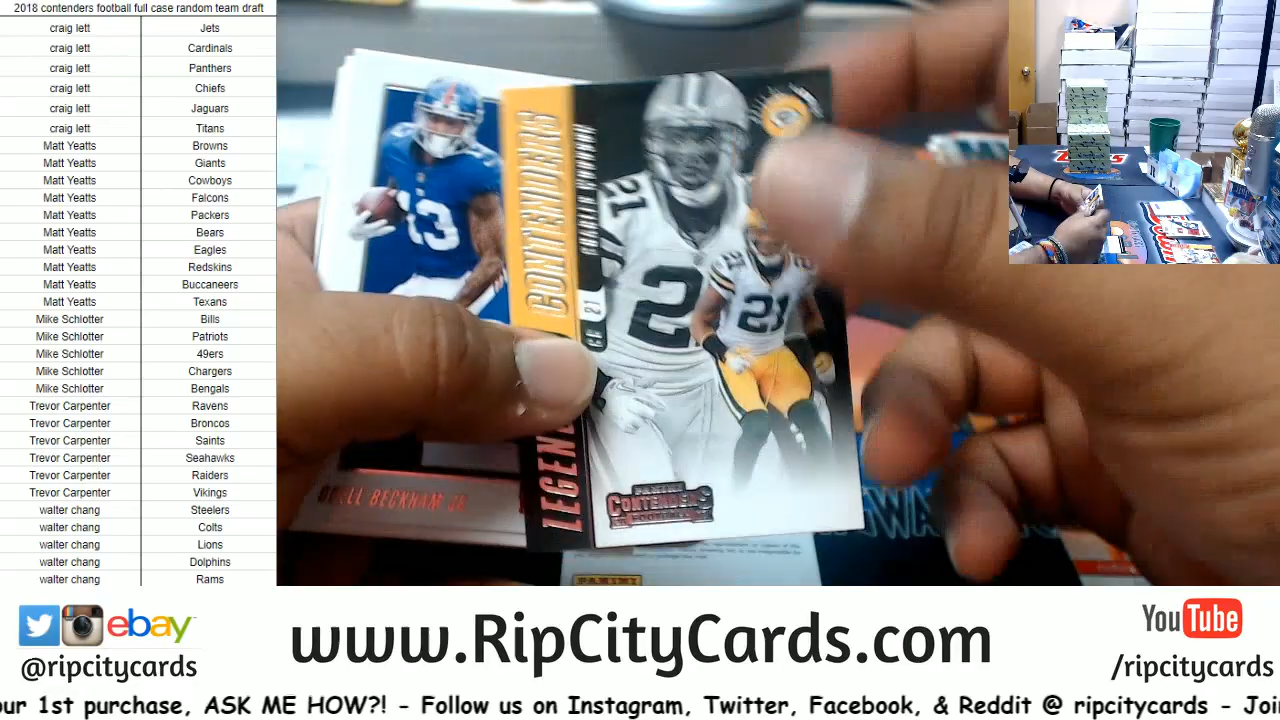 2018 contenders football full case random team draft
craig lett Jets
craig lett Cardinals
craig lett Panthers
craig lett Chiefs
craig lett Jaguars
craig lett Titans
Matt Yeatts Browns
Matt Yeatts Giants
Matt Yeatts Cowboys
Matt Yeatts Falcons
Matt Yeatts Packers
Matt Yeatts Bears
Matt Yeatts Eagles
Matt Yeatts Redskins
Matt Yeatts Buccaneers
Matt Yeatts Texans
Mike Schlotter Bills
Mike Schlotter Patriots
Mike Schlotter 49ers
Mike Schlotter Chargers
Mike Schlotter Bengals
Trevor Carpenter Ravens
Trevor Carpenter Broncos
Trevor Carpenter Saints
Trevor Carpenter Seahawks
Trevor Carpenter Raiders
Trevor Carpenter Vikings
walter chang Steelers
walter chang Colts
walter chang Lions
walter chang Dolphins
walter chang Rams
CONTENDERS
21
21
2
21
13
BECKHAM JR
PANINI
CONTENDERS
PANINI
ebay
@ripcitycards
www.RipCityCards.com
YouTube
/ripcitycards
our 1st purchase, ASK ME HOW?! - Follow us on Instagram, Twitter, Facebook, & Reddit @ ripcitycards - Joi